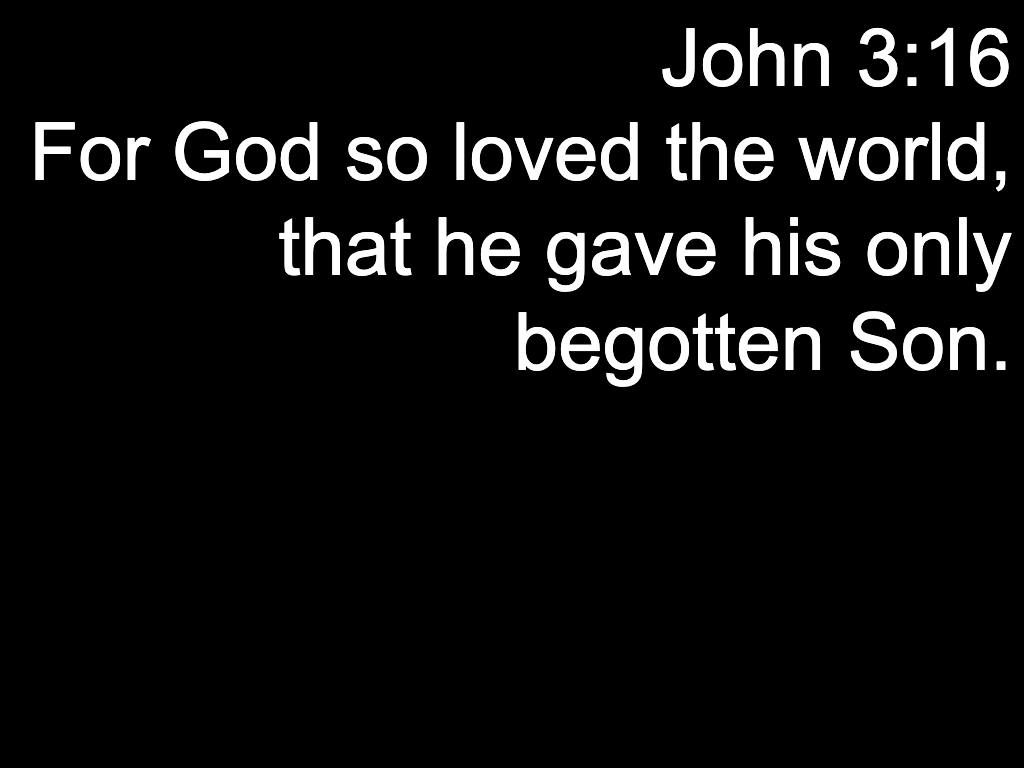 John 3:16
For God so loved the world,
that he gave his only
begotten Son.